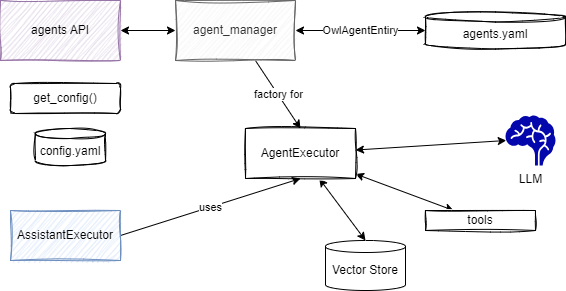 agents API
agent_manager
OwlAgentEntiry
agents.yaml
get_config()
factory for
config.yaml
AgentExecutor
LLM
uses
tools
AssistantExecutor
Vector Store